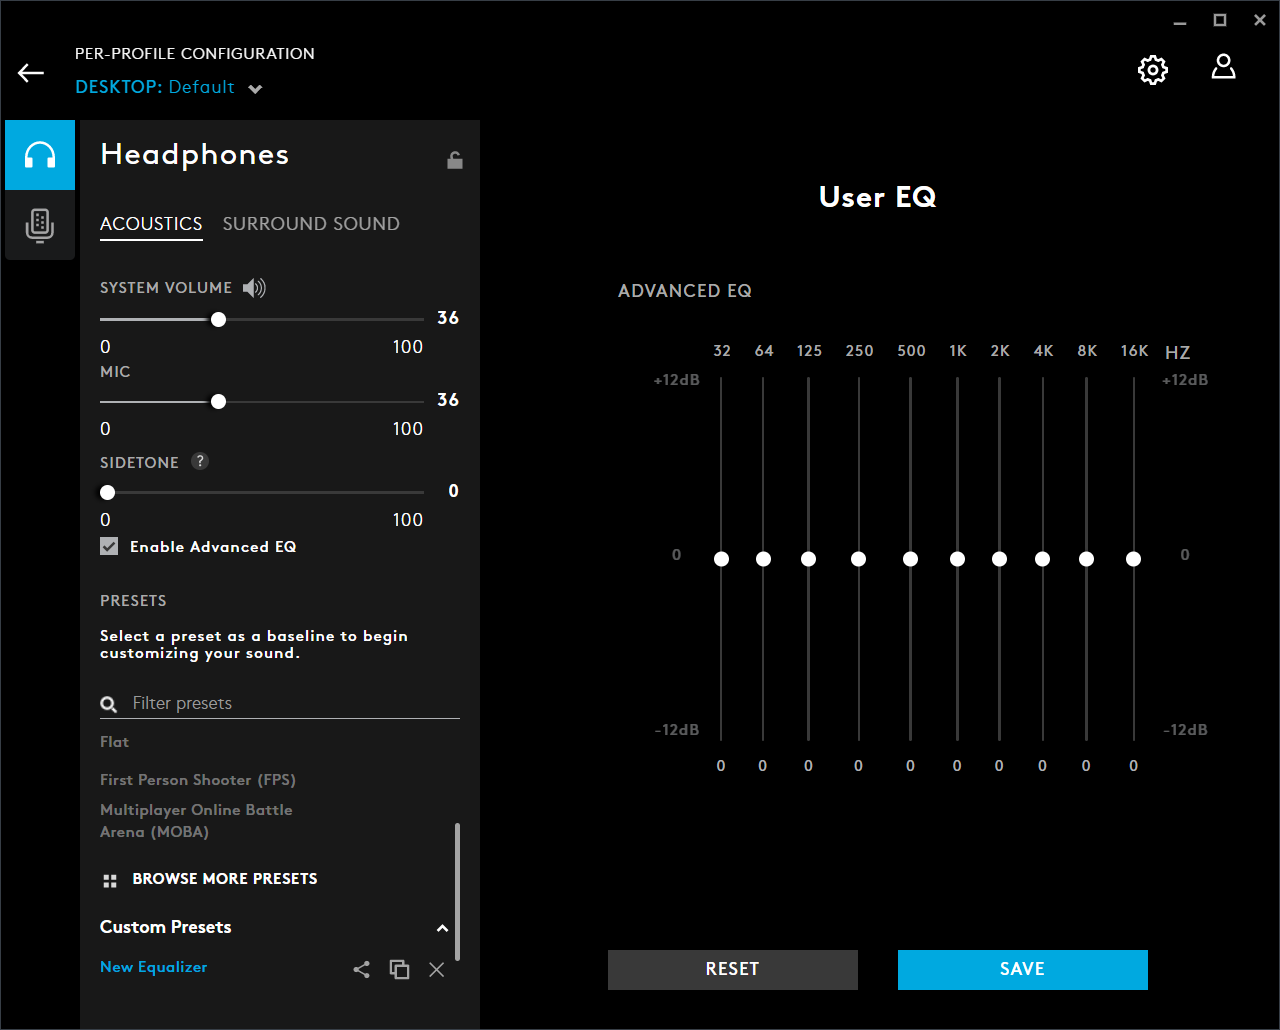 PER-PROFILE CONFIGURATION
DESKTOP: Default
Headphones
ACOUSTICS SURROUND SOUND
SYSTEM VOLUME
36
0 100
MIC
36
0 100
SIDETONE ?
0
0 100
Enable Advanced EQ
PRESETS
Select a preset as a baseline to begin
customizing your sound.
Filter presets
Flat
First Person Shooter (FPS)
Multiplayer Online Battle
Arena (MOBA)
BROWSE MORE PRESETS
Custom Presets
New Equalizer
User EQ
ADVANCED EQ
32 64 125 250 500 1K 2K 4K 8K 16K HZ
+12dB +12dB
0 0
-12dB -12dB
0 0 0 0 0 0 0 0 0 0
RESET SAVE